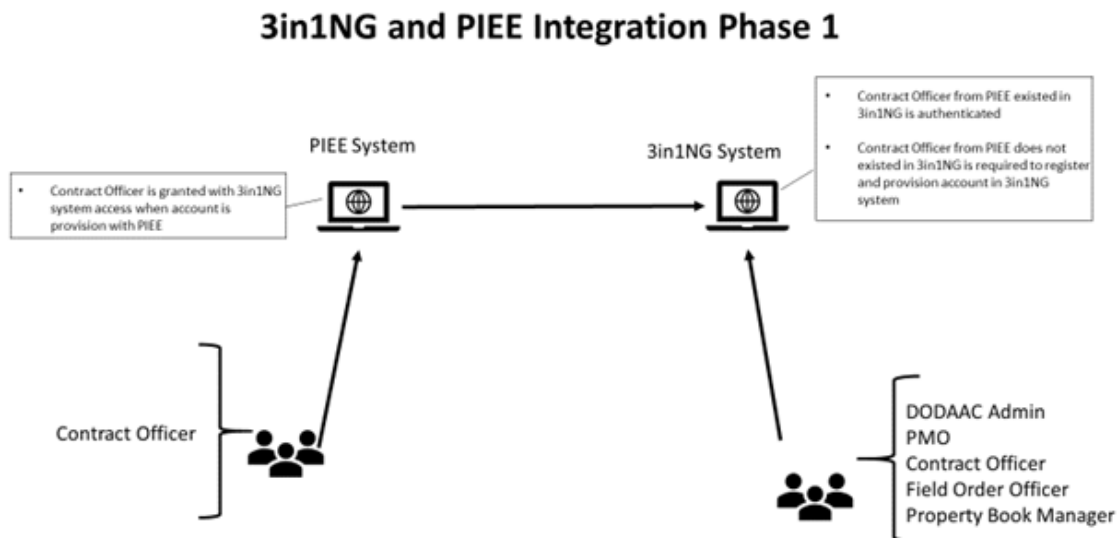 3in1NG and PIEE Integration Phase 1
• Contract Officer from PIEE existed in
3in1NG is authenticated
• Contract Officer from PIEE does not
existed in 3in1NG is required to register
and provision account in 3in1NG
system
PIEE System
3in1NG System
• Contract Officer is granted with 3in1NG
system access when account is
provision with PIEE
Contract Officer
DODAAC Admin
PMO
Contract Officer
Field Order Officer
Property Book Manager